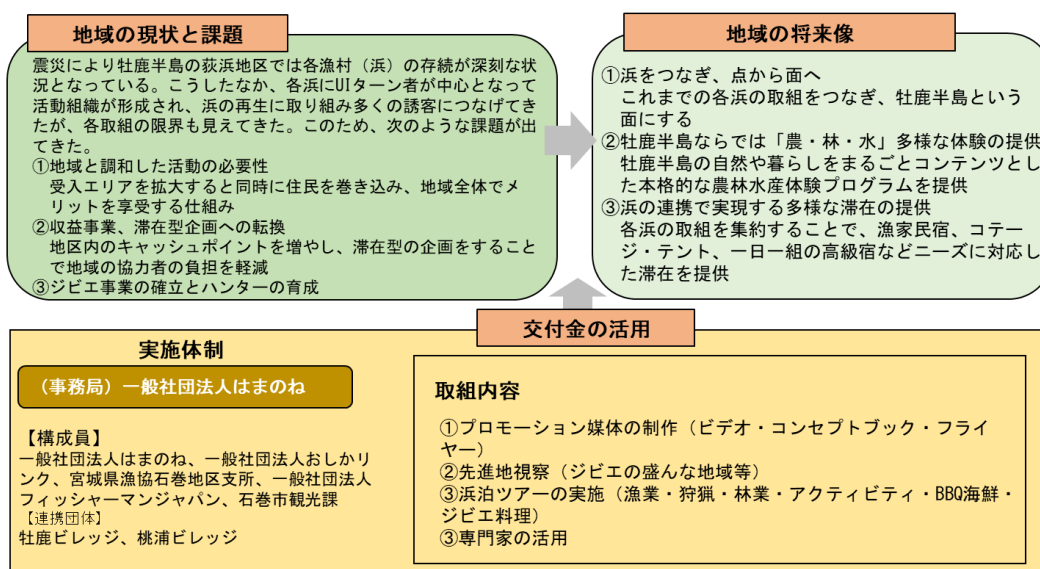 地域の現状と課題
震災により牡鹿半島の荻浜地区では各漁村（浜）の存続が深刻な状
況となっている。こうしたなか、各浜にUIターン者が中心となって
活動組織が形成され、浜の再生に取り組み多くの誘客につなげてき
たが、各取組の限界も見えてきた。このため、次のような課題が出
てきた。
①地域と調和した活動の必要性
受入エリアを拡大すると同時に住民を巻き込み、地域全体でメ
リットを享受する仕組み
②収益事業、滞在型企画への転換
地区内のキャッシュポイントを増やし、滞在型の企画をすること
で地域の協力者の負担を軽減
③ジビエ事業の確立とハンターの育成
地域の将来像
①浜をつなぎ、点から面へ
これまでの各浜の取組をつなぎ、牡鹿半島という
面にする
②牡鹿半島ならでは「農・林・水」多様な体験の提供
牡鹿半島の自然や暮らしをまるごとコンテンツとし
た本格的な農林水産体験プログラムを提供
③浜の連携で実現する多様な滞在の提供
各浜の取組を集約することで、漁家民宿、コテー
ジ・テント、一日一組の高級宿などニーズに対応し
た滞在を提供
交付金の活用
実施体制
（事務局）一般社団法人はまのね
【構成員】
一般社団法人はまのね、一般社団法人おしかリ
ンク、宮城県漁協石巻地区支所、一般社団法人
フィッシャーマンジャパン、石巻市観光課
【連携団体】
牡鹿ビレッジ、桃浦ビレッジ
取組内容
①プロモーション媒体の制作（ビデオ・コンセプトブック・フライ
ヤー）
②先進地視察（ジビエの盛んな地域等）
③浜泊ツアーの実施（漁業・狩猟・林業・アクティビティ・BBQ海鮮・
ジビエ料理）
③専門家の活用